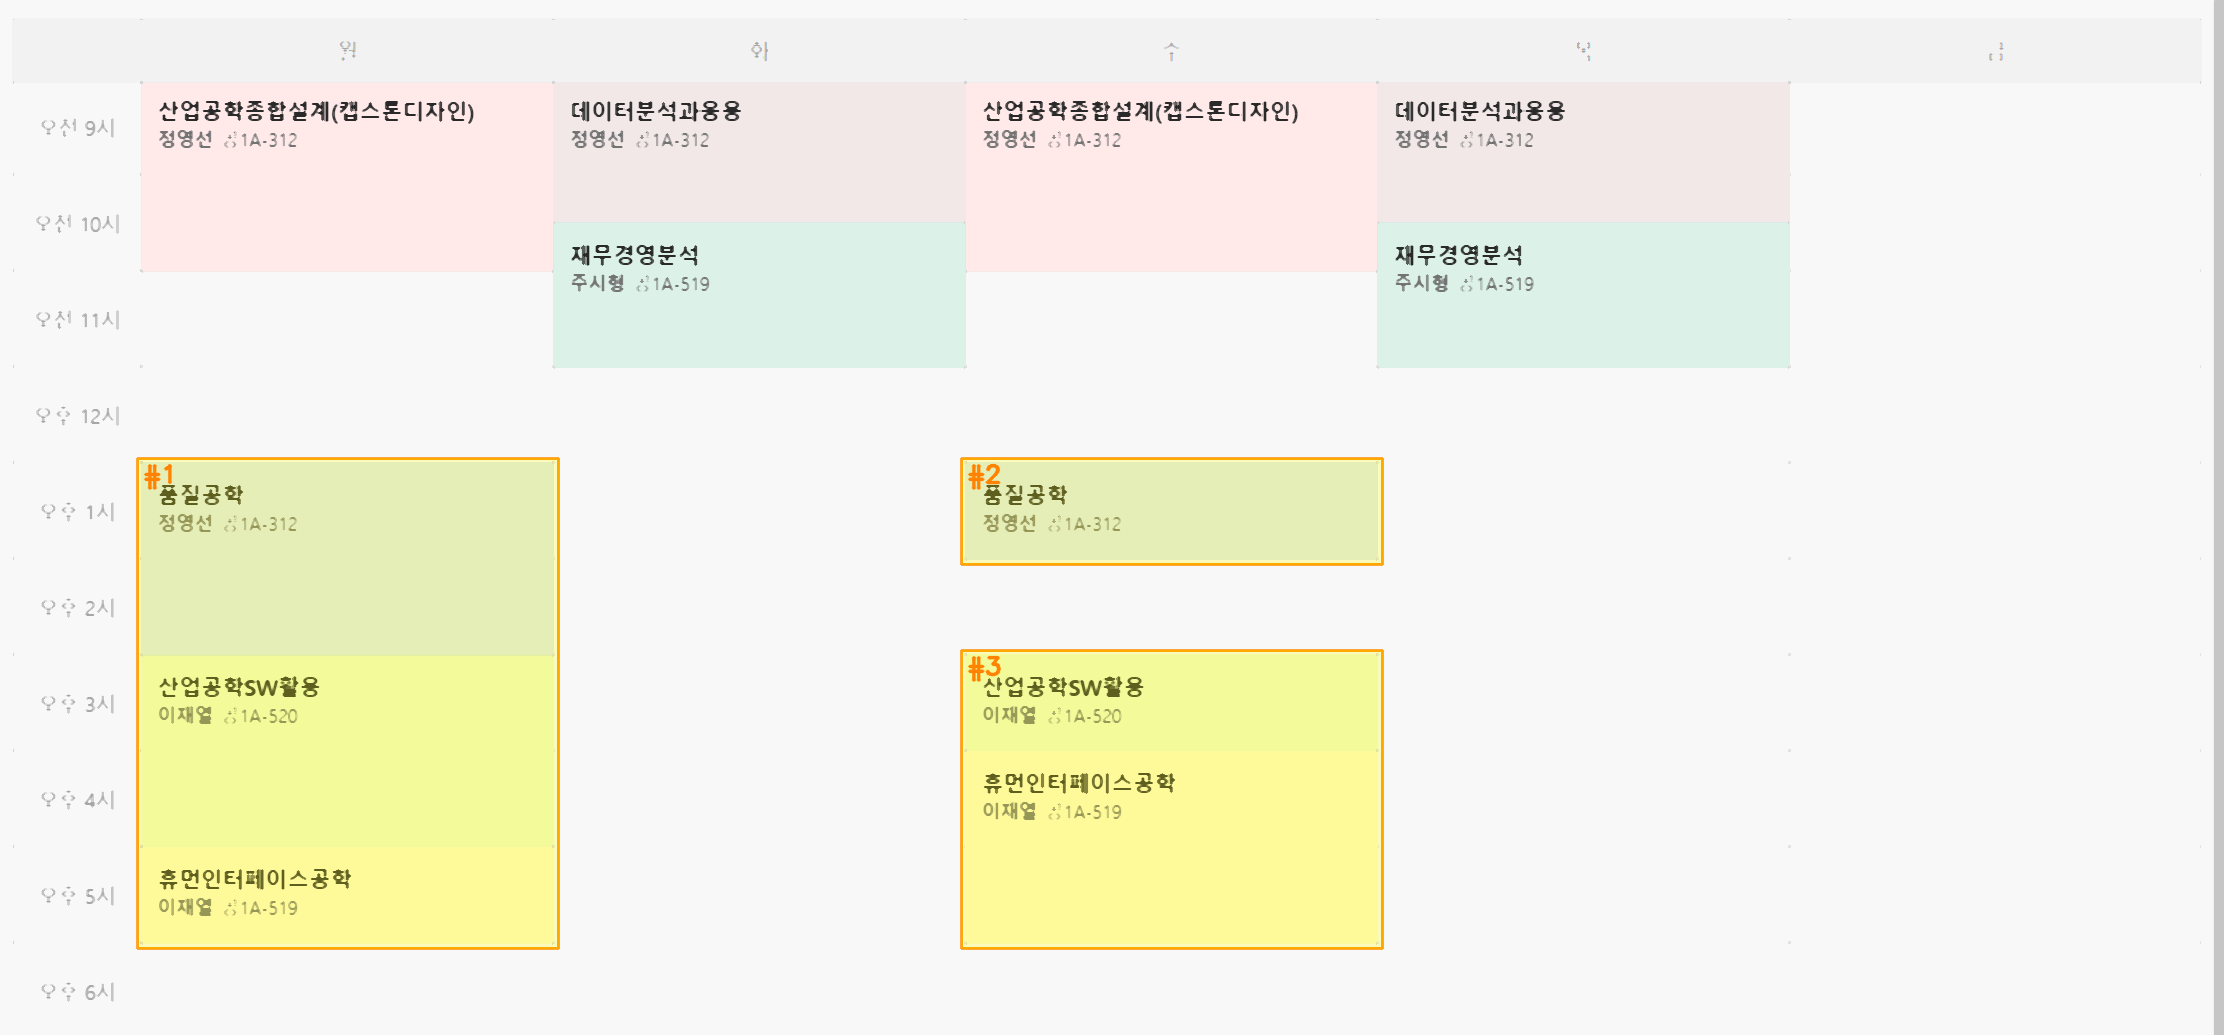 월 화 수 목 금
오전 9시
산업공학종합설계(캡스톤디자인)
정영선 1A-312
데이터분석과응용
정영선 1A-312
산업공학종합설계(캡스톤디자인)
정영선 1A-312
데이터분석과응용
정영선 1A-312
오전 10시
재무경영분석
주시형 1A-519
재무경영분석
주시형 1A-519
오전 11시
오후 12시
#1
품질공학
정영선 1A-312
#2
품질공학
정영선 1A-312
오후 1시
오후 2시
산업공학SW활용
이재열 1A-520
#3
산업공학SW활용
이재열 1A-520
오후 3시
휴먼인터페이스공학
이재열 1A-519
오후 4시
휴먼인터페이스공학
이재열 1A-519
오후 5시
오후 6시